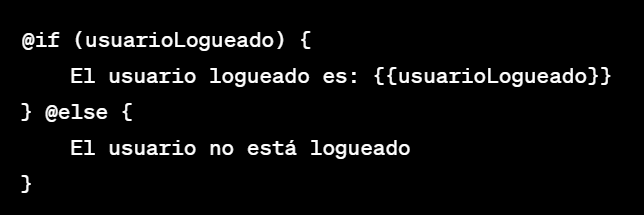 @if (usuarioLogueado) {
    El usuario logueado es: {{usuarioLogueado}}
} @else {
    El usuario no está logueado
}